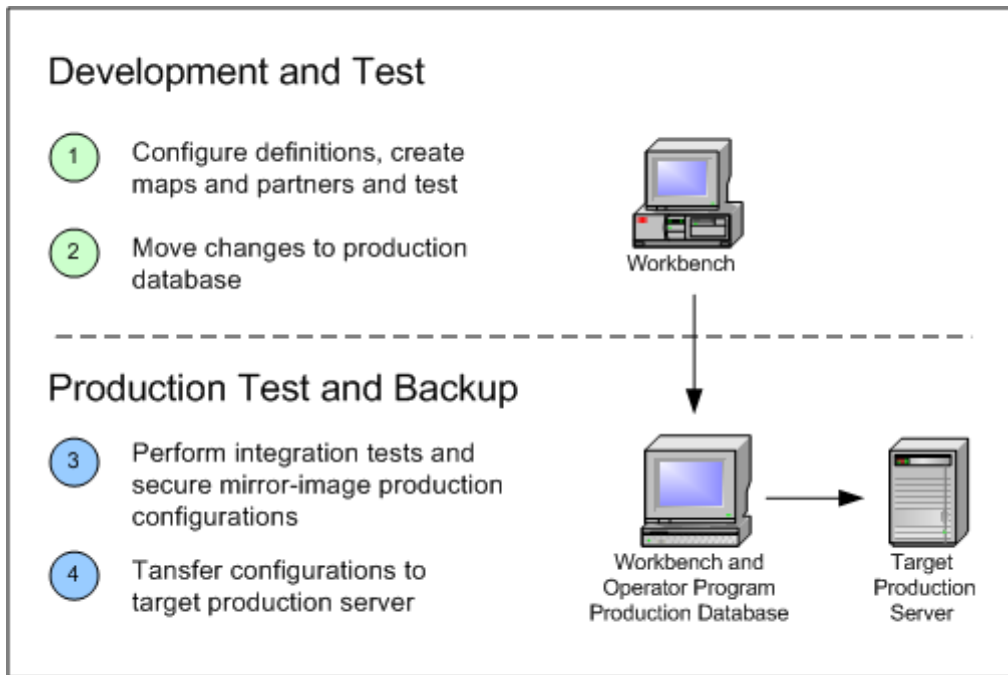 Development and Test
1
Configure definitions, create
maps and partners and test
2
Move changes to production
database
Workbench
Production Test and Backup
3
Perform integration tests and
secure mirror-image production
configurations
4
Tansfer configurations to
target production server
Workbench and
Operator Program
Production Database
Target
Production
Server